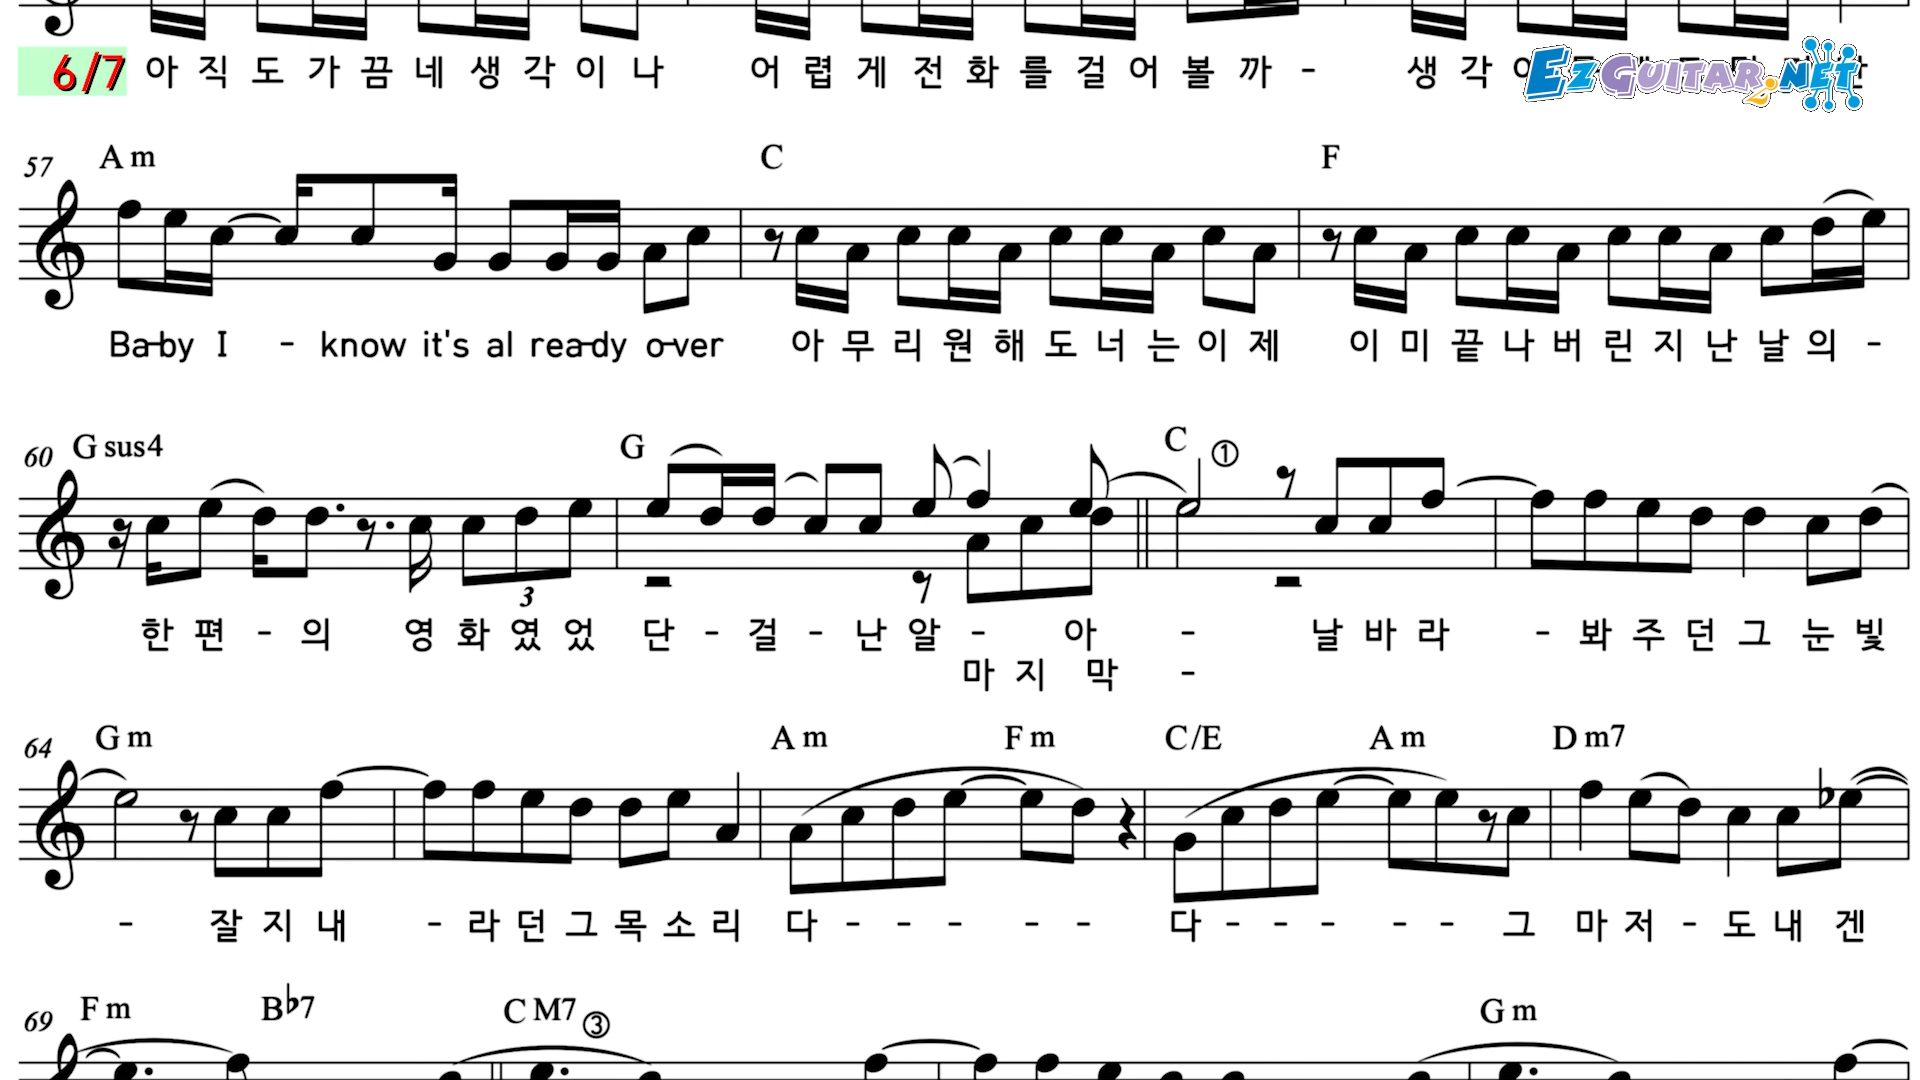 6/7 아 직 도 가 끔 네 생 각 이 나 어 렵 게 전 화 를 걸 어 볼 까 - 생 각
EZGUITAR2.NET
57 Am C F
Ba-by I - know it's al rea-dy o-ver 아 무 리 원 해 도 너 는 이 제 이 미 끝 나 버 린 지 난 날 의 -
60 Gsus4 G C ①
3
한 편 - 의 영 화 였 었 단 - 걸 - 난 알 - 아 - 날 바 라 - 봐 주 던 그 눈 빛
마 지 막 -
64 Gm Am Fm C/E Am Dm7
- 잘 지 내 - 라 던 그 목 소 리 다 - - - - - 다 - - - - - 그 마 저 - 도 내 겐
69 Fm B♭7 CM7 ③ Gm